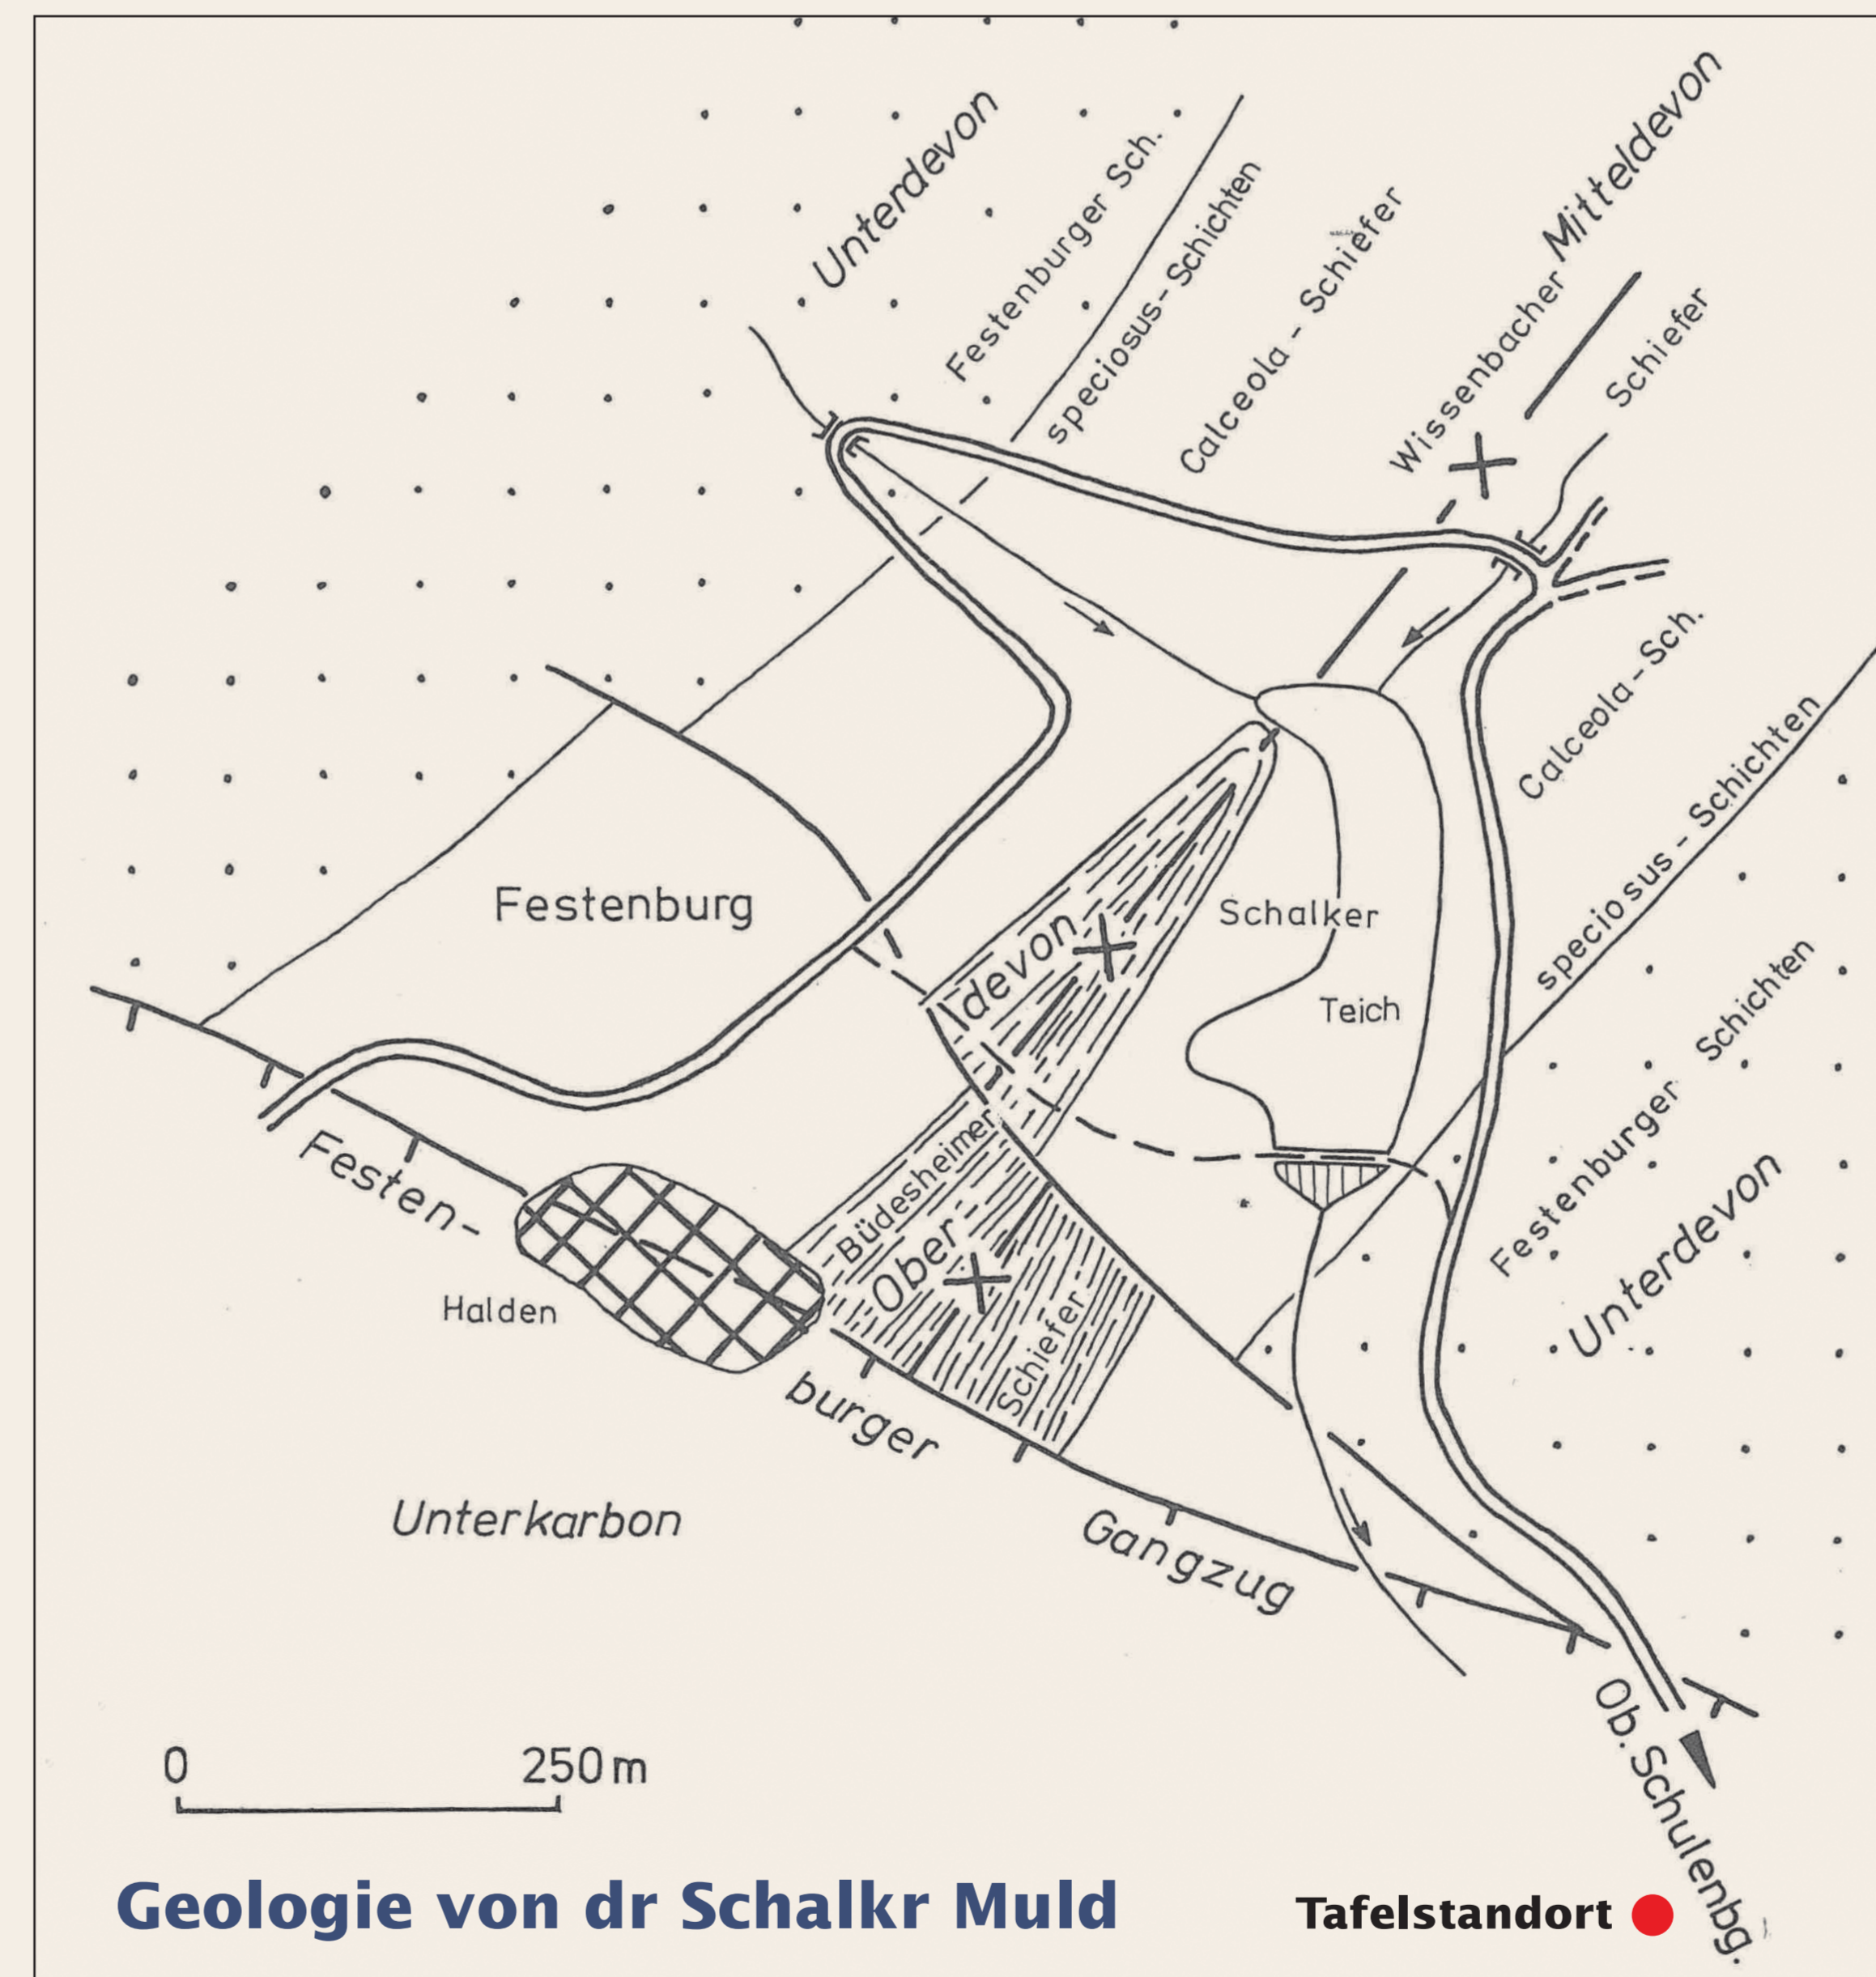 Unterdevon
Festenburger Sch.
speciosus-Schichten
Calceola - Schiefer
Wissenbacher
Schiefer
Mitteldevon
Calceola-Sch.
speciosus - Schichten
Festenburger Schichten
Unterdevon
Festenburg
Schalker
Teich
devon
Büdesheimer
Ober
Schiefer
Festen-
burger
Gangzug
Halden
Unterkarbon
Ob. Schulenbg.
0 250 m
Geologie von dr Schalkr Muld
Tafelstandort